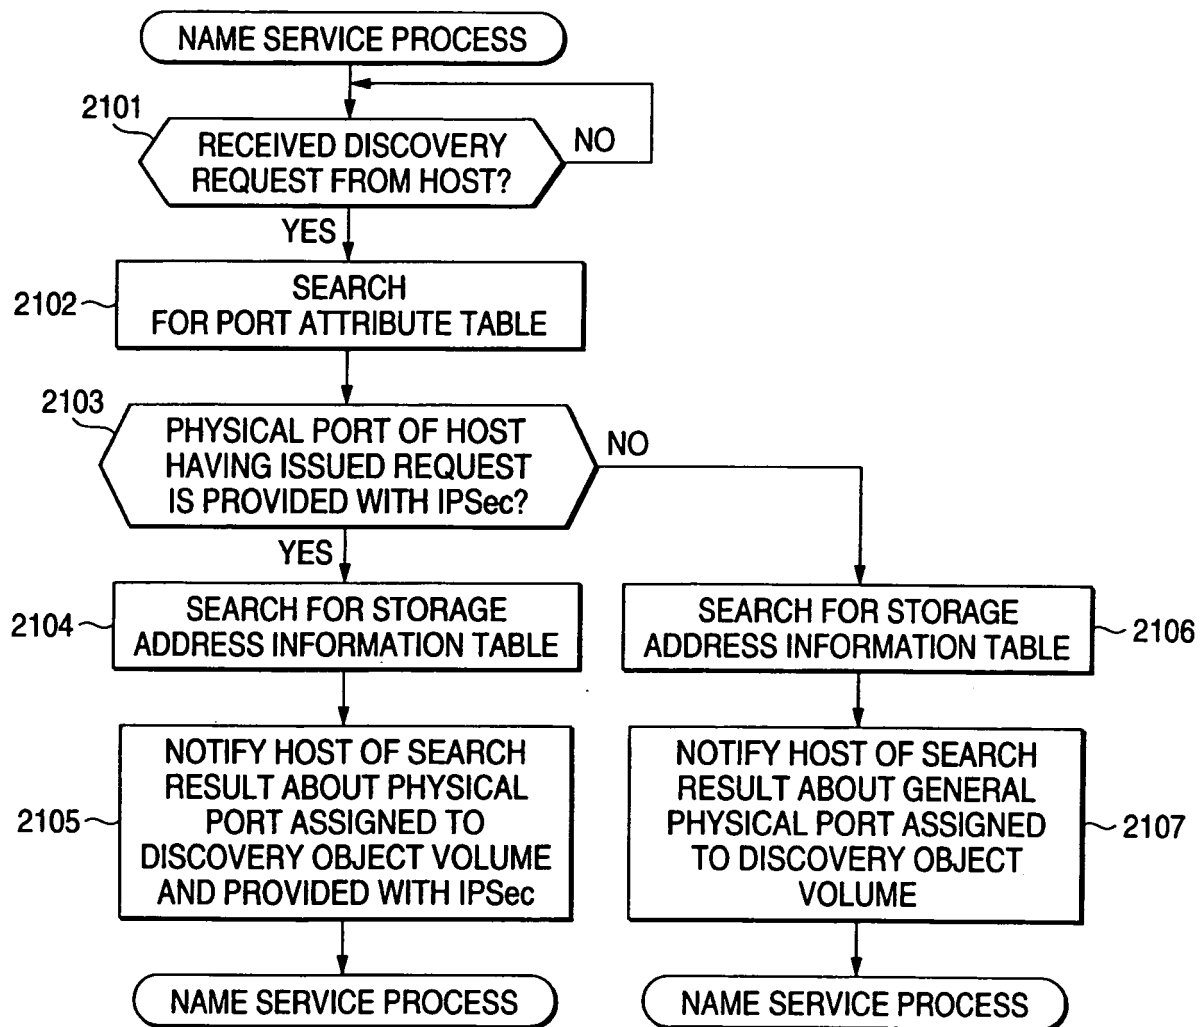 NAME SERVICE PROCESS
2101
RECEIVED DISCOVERY
REQUEST FROM HOST?
NO
YES
2102
SEARCH
FOR PORT ATTRIBUTE TABLE
2103
PHYSICAL PORT OF HOST
HAVING ISSUED REQUEST
IS PROVIDED WITH IPSec?
NO
YES
2104
SEARCH FOR STORAGE
ADDRESS INFORMATION TABLE
SEARCH FOR STORAGE
ADDRESS INFORMATION TABLE
2106
2105
NOTIFY HOST OF SEARCH
RESULT ABOUT PHYSICAL
PORT ASSIGNED TO
DISCOVERY OBJECT VOLUME
AND PROVIDED WITH IPSec
NOTIFY HOST OF SEARCH
RESULT ABOUT GENERAL
PHYSICAL PORT ASSIGNED
TO DISCOVERY OBJECT
VOLUME
2107
NAME SERVICE PROCESS
NAME SERVICE PROCESS